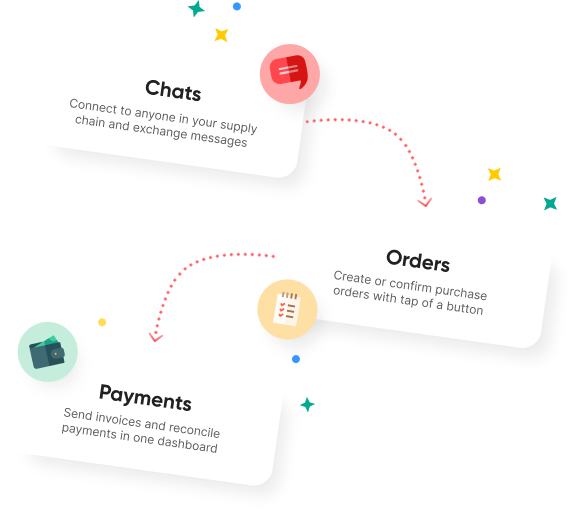 Chats
Connect to anyone in your supply
chain and exchange messages
Orders
Create or confirm purchase
orders with tap of a button
Payments
Send invoices and reconcile
payments in one dashboard